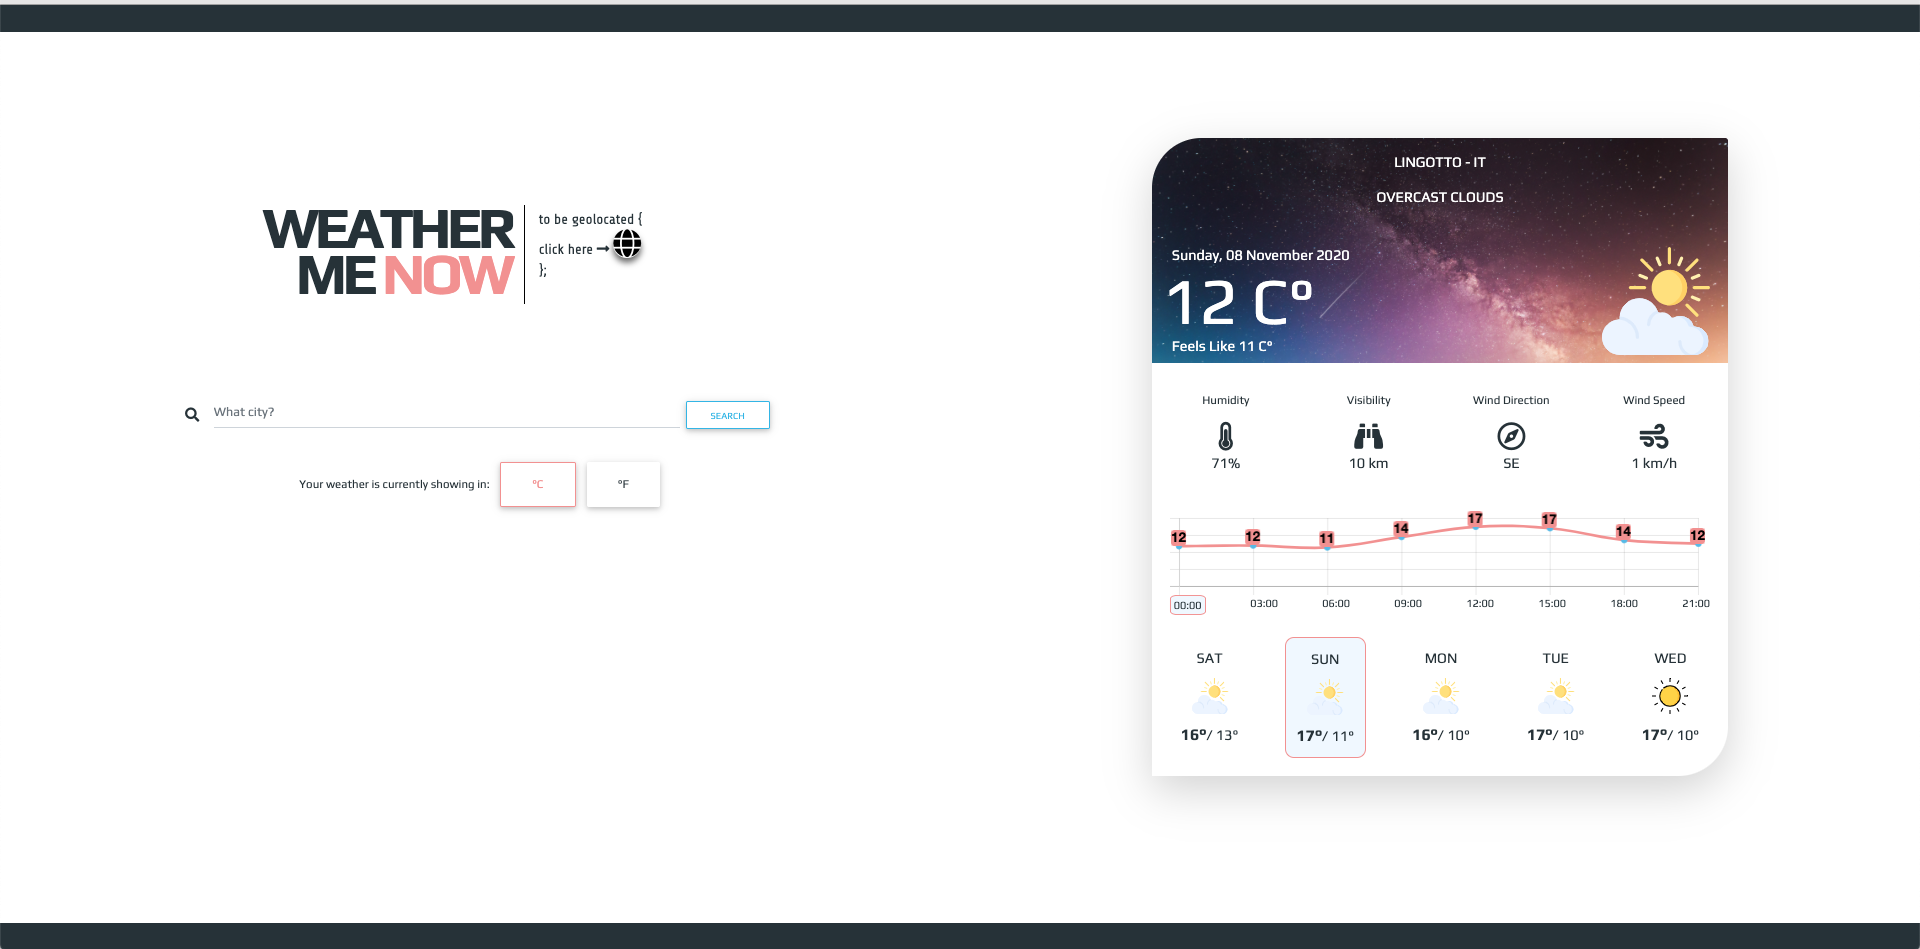 WEATHER
ME NOW
to be geolocated {
click here
};
What city?
SEARCH
Your weather is currently showing in:
°C
°F
LINGOTTO - IT
OVERCAST CLOUDS
Sunday, 08 November 2020
12 C°
Feels Like 11 C°
Humidity Visibility Wind Direction Wind Speed
71% 10 km SE 1 km/h
12 12 11 14 17 17 14 12
00:00 03:00 06:00 09:00 12:00 15:00 18:00 21:00
SAT SUN MON TUE WED
16°/ 13° 17°/ 11° 16°/ 10° 17°/ 10° 17°/ 10°